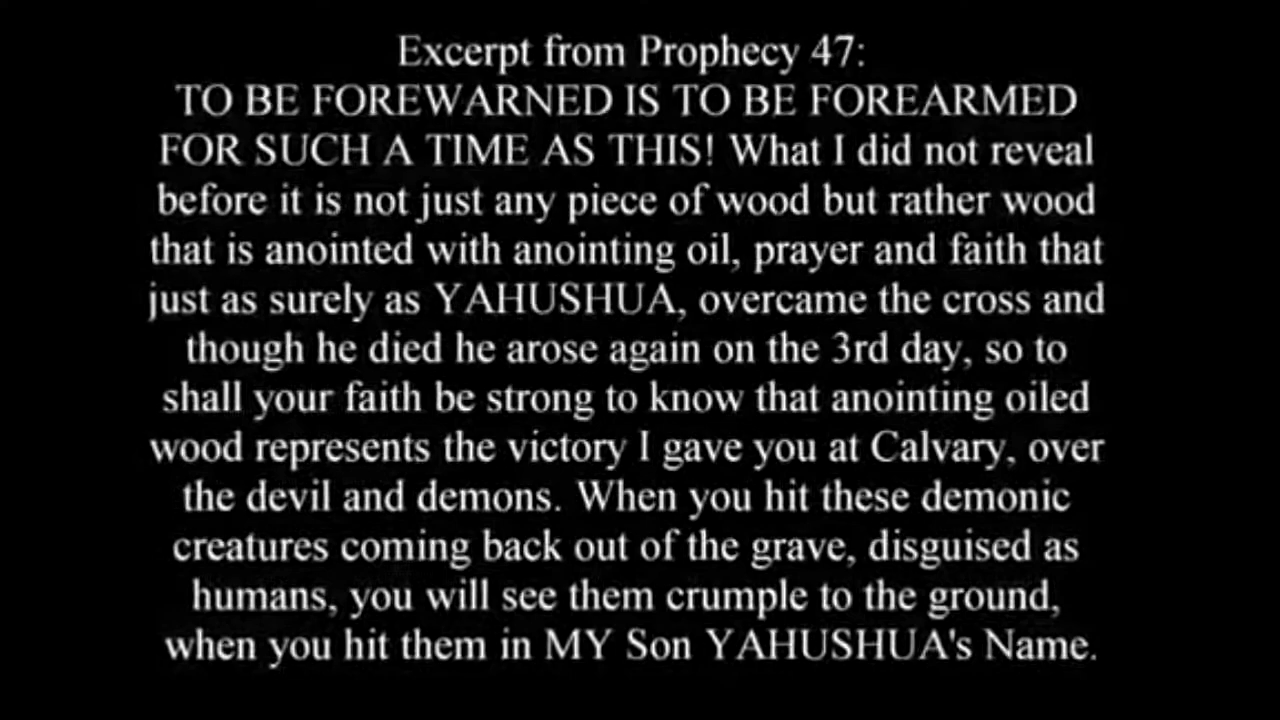 Excerpt from Prophecy 47:
TO BE FOREWARNED IS TO BE FOREARMED
FOR SUCH A TIME AS THIS! What I did not reveal
before it is not just any piece of wood but rather wood
that is anointed with anointing oil, prayer and faith that
just as surely as YAHUSHUA, overcame the cross and
though he died he arose again on the 3rd day, so to
shall your faith be strong to know that anointing oiled
wood represents the victory I gave you at Calvary, over
the devil and demons. When you hit these demonic
creatures coming back out of the grave, disguised as
humans, you will see them crumple to the ground,
when you hit them in MY Son YAHUSHUA's Name.